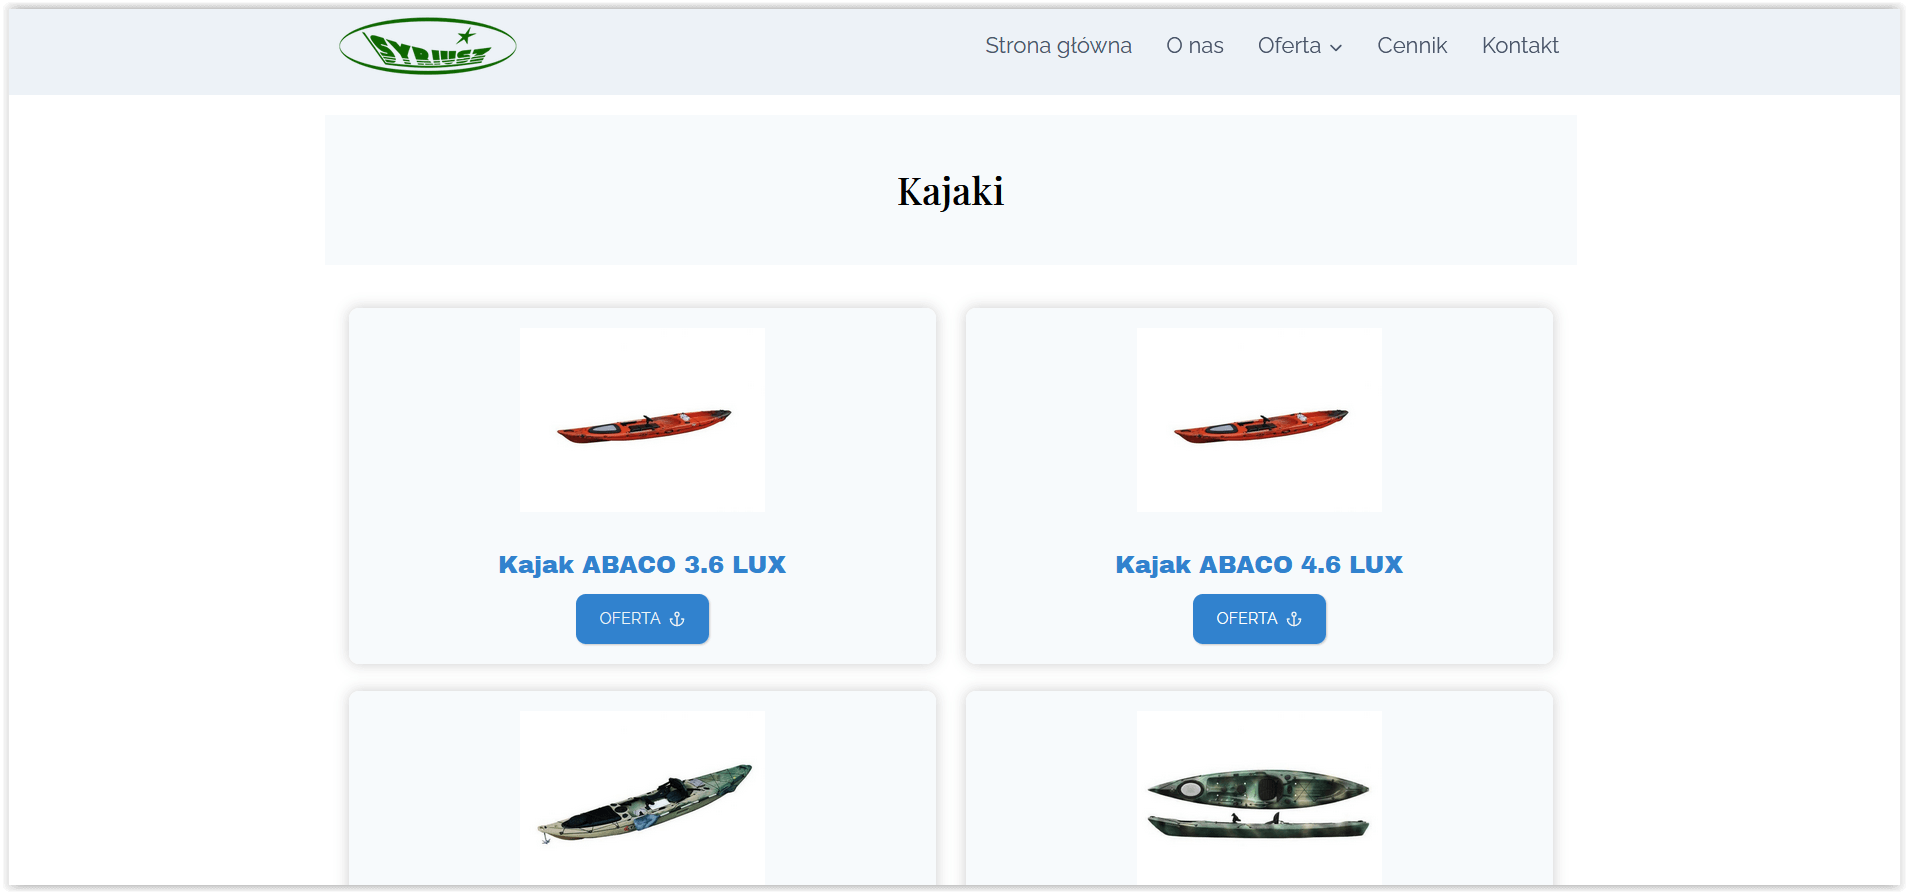 SYRIUSZ
Strona główna O nas Oferta Cennik Kontakt
Kajaki
Kajak ABACO 3.6 LUX
OFERTA
Kajak ABACO 4.6 LUX
OFERTA